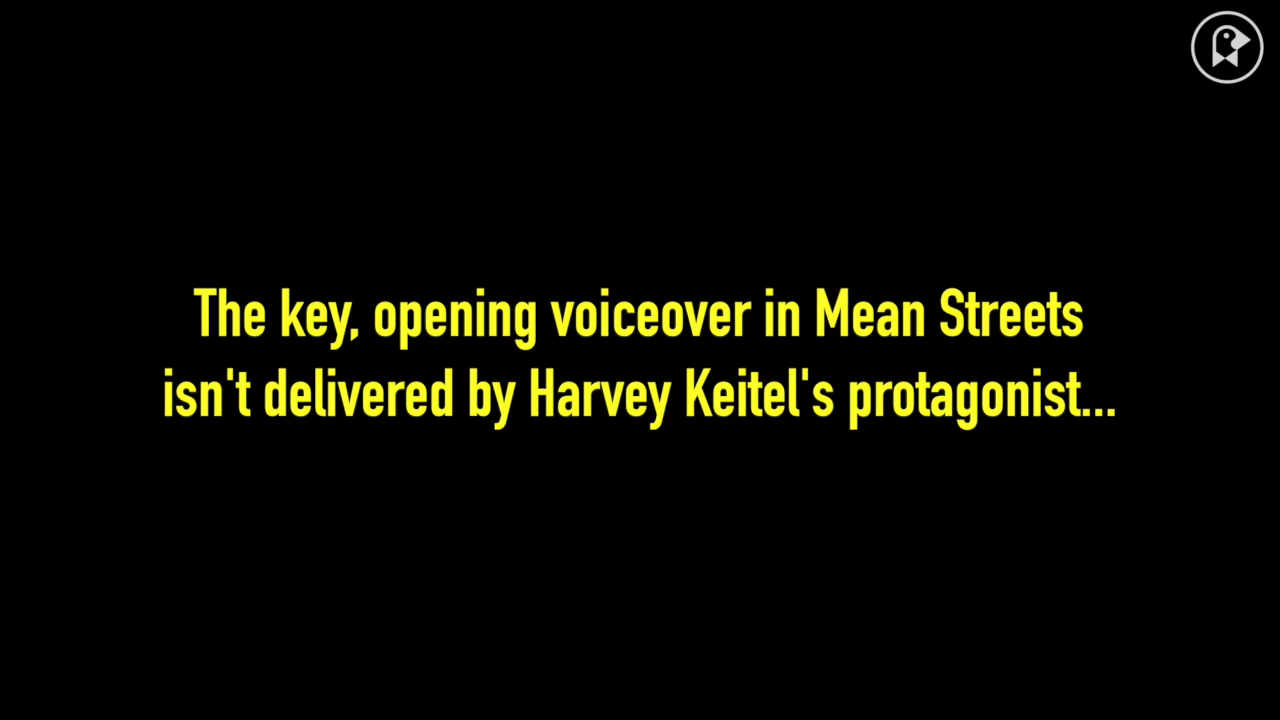 The key, opening voiceover in Mean Streets
isn't delivered by Harvey Keitel's protagonist...